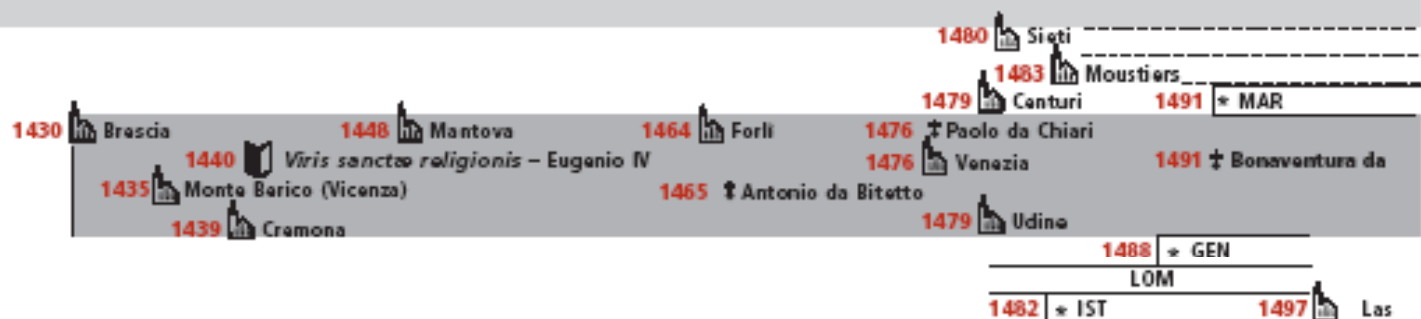 1480 Sieti
1483 Moustiers
1479 Centuri 1491 * MAR
1430 Brescia 1448 Mantova 1464 Forlì 1476 Paolo da Chiari
1440 Viris sanctæ religionis – Eugenio IV 1476 Venezia 1491 Bonaventura da
1435 Monte Berico (Vicenza) 1465 Antonio da Bitetto
1439 Cremona 1479 Udine
1488 * GEN
LOM
1482 * IST 1497 Las